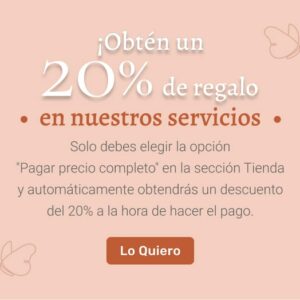 ¡Obtén un
20% de regalo
• en nuestros servicios •
Solo debes elegir la opción
"Pagar precio completo" en la sección Tienda
y automáticamente obtendrás un descuento
del 20% a la hora de hacer el pago.
Lo Quiero